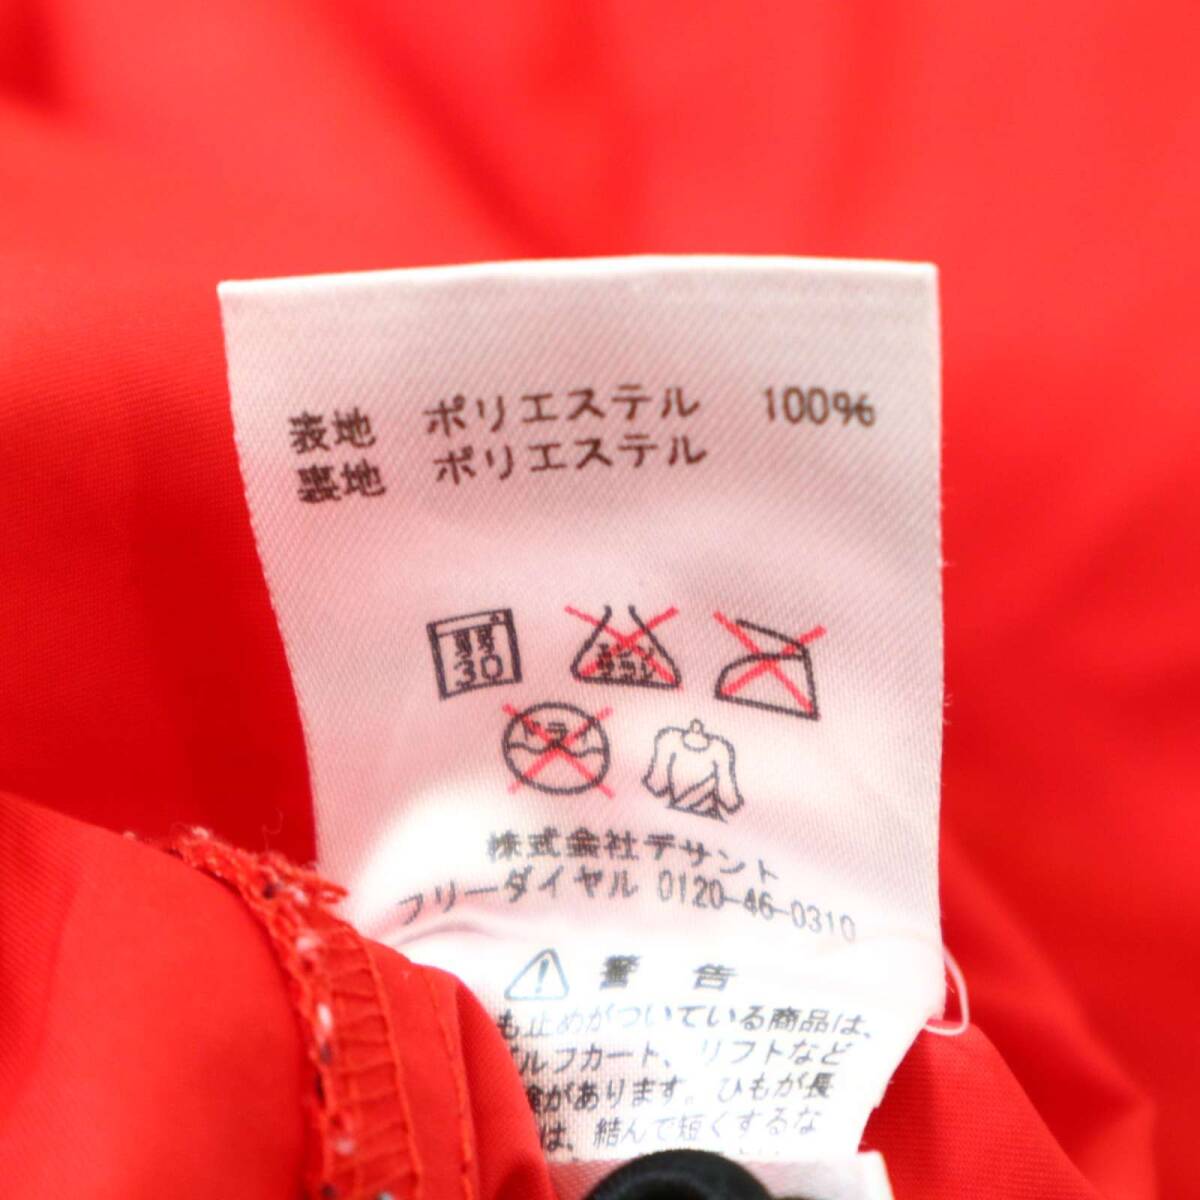 表地 ポリエステル 100%
裏地 ポリエステル
弱
30
エンソ
サラシ
ドライ
株式会社デサント
フリーダイヤル 0120-46-0310
警 告
も止めがついている商品は、
ルフカート、リフトなど
険があります。ひもが長
は、結んで短くするな